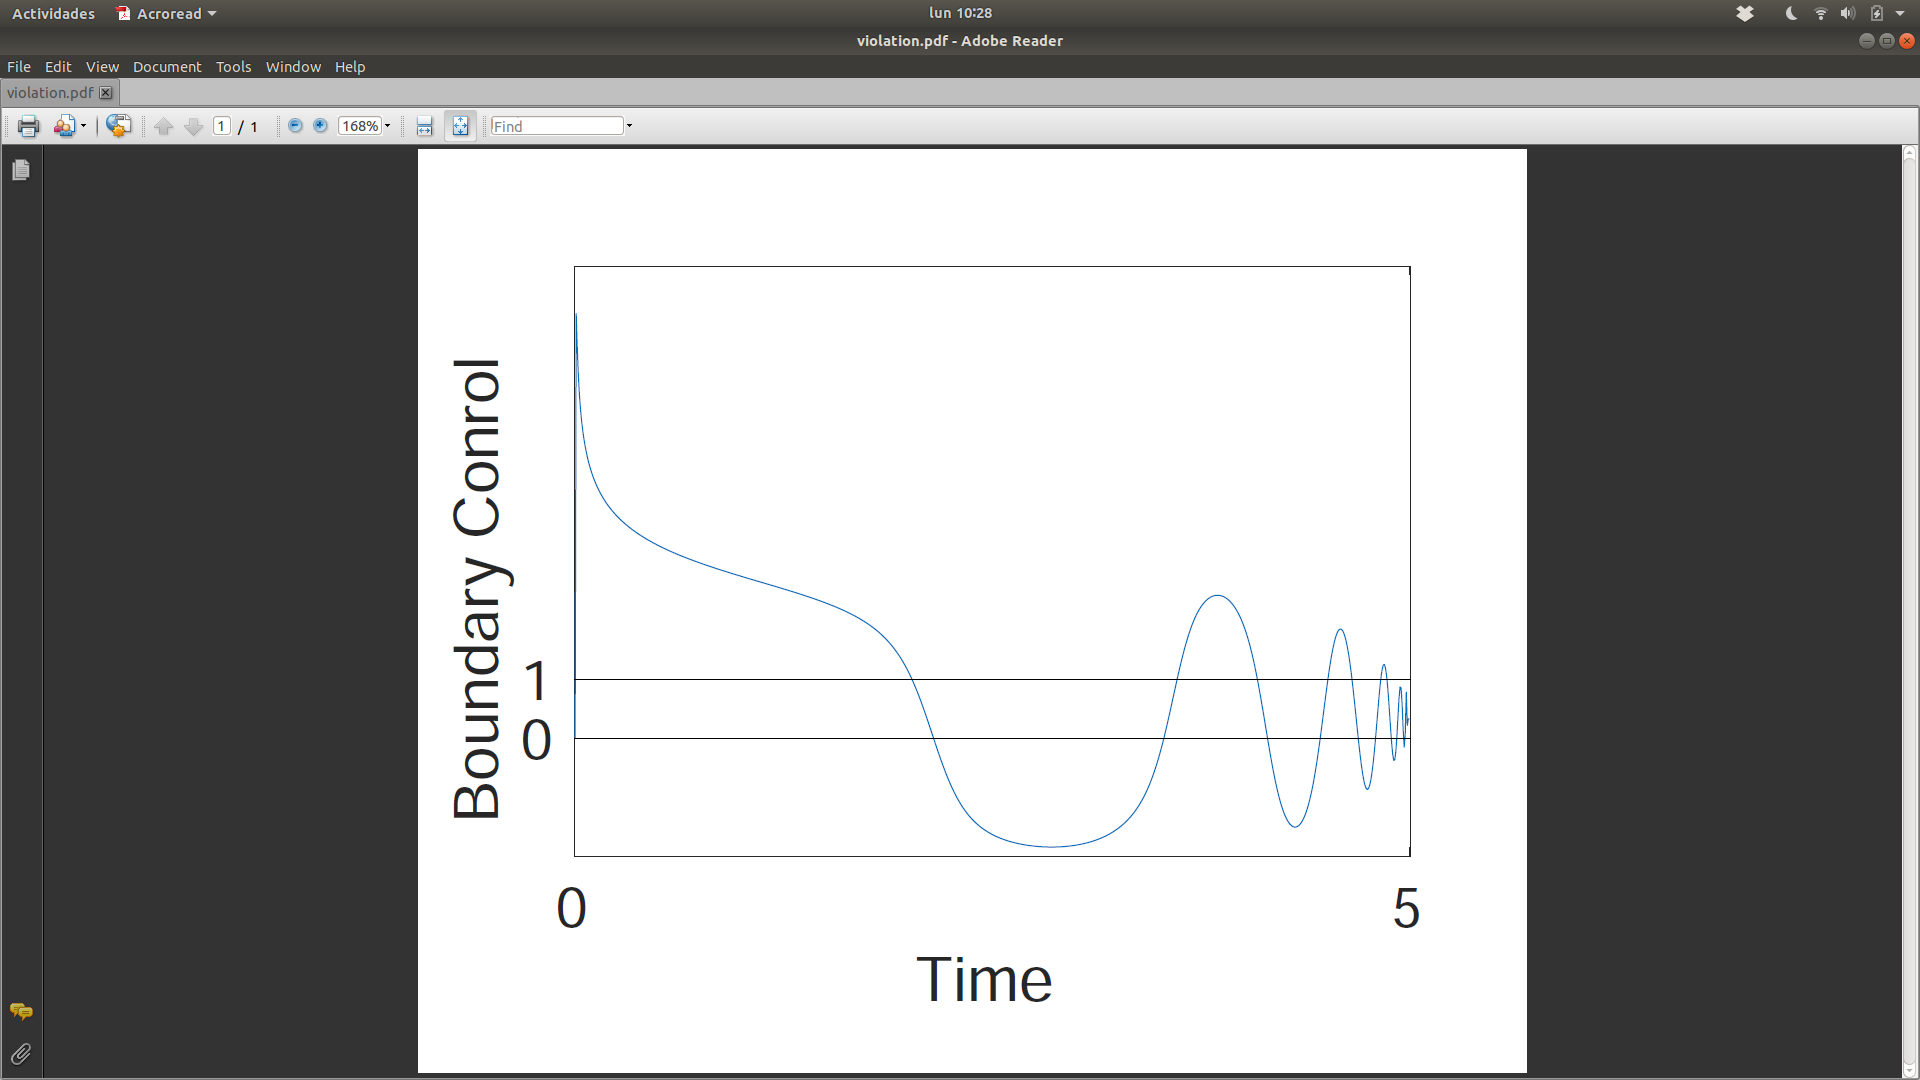 Actividades Acroread lun 10:28
violation.pdf - Adobe Reader
File Edit View Document Tools Window Help
violation.pdf
1 / 1 168% Find
Boundary Conrol
1
0
0 5
Time